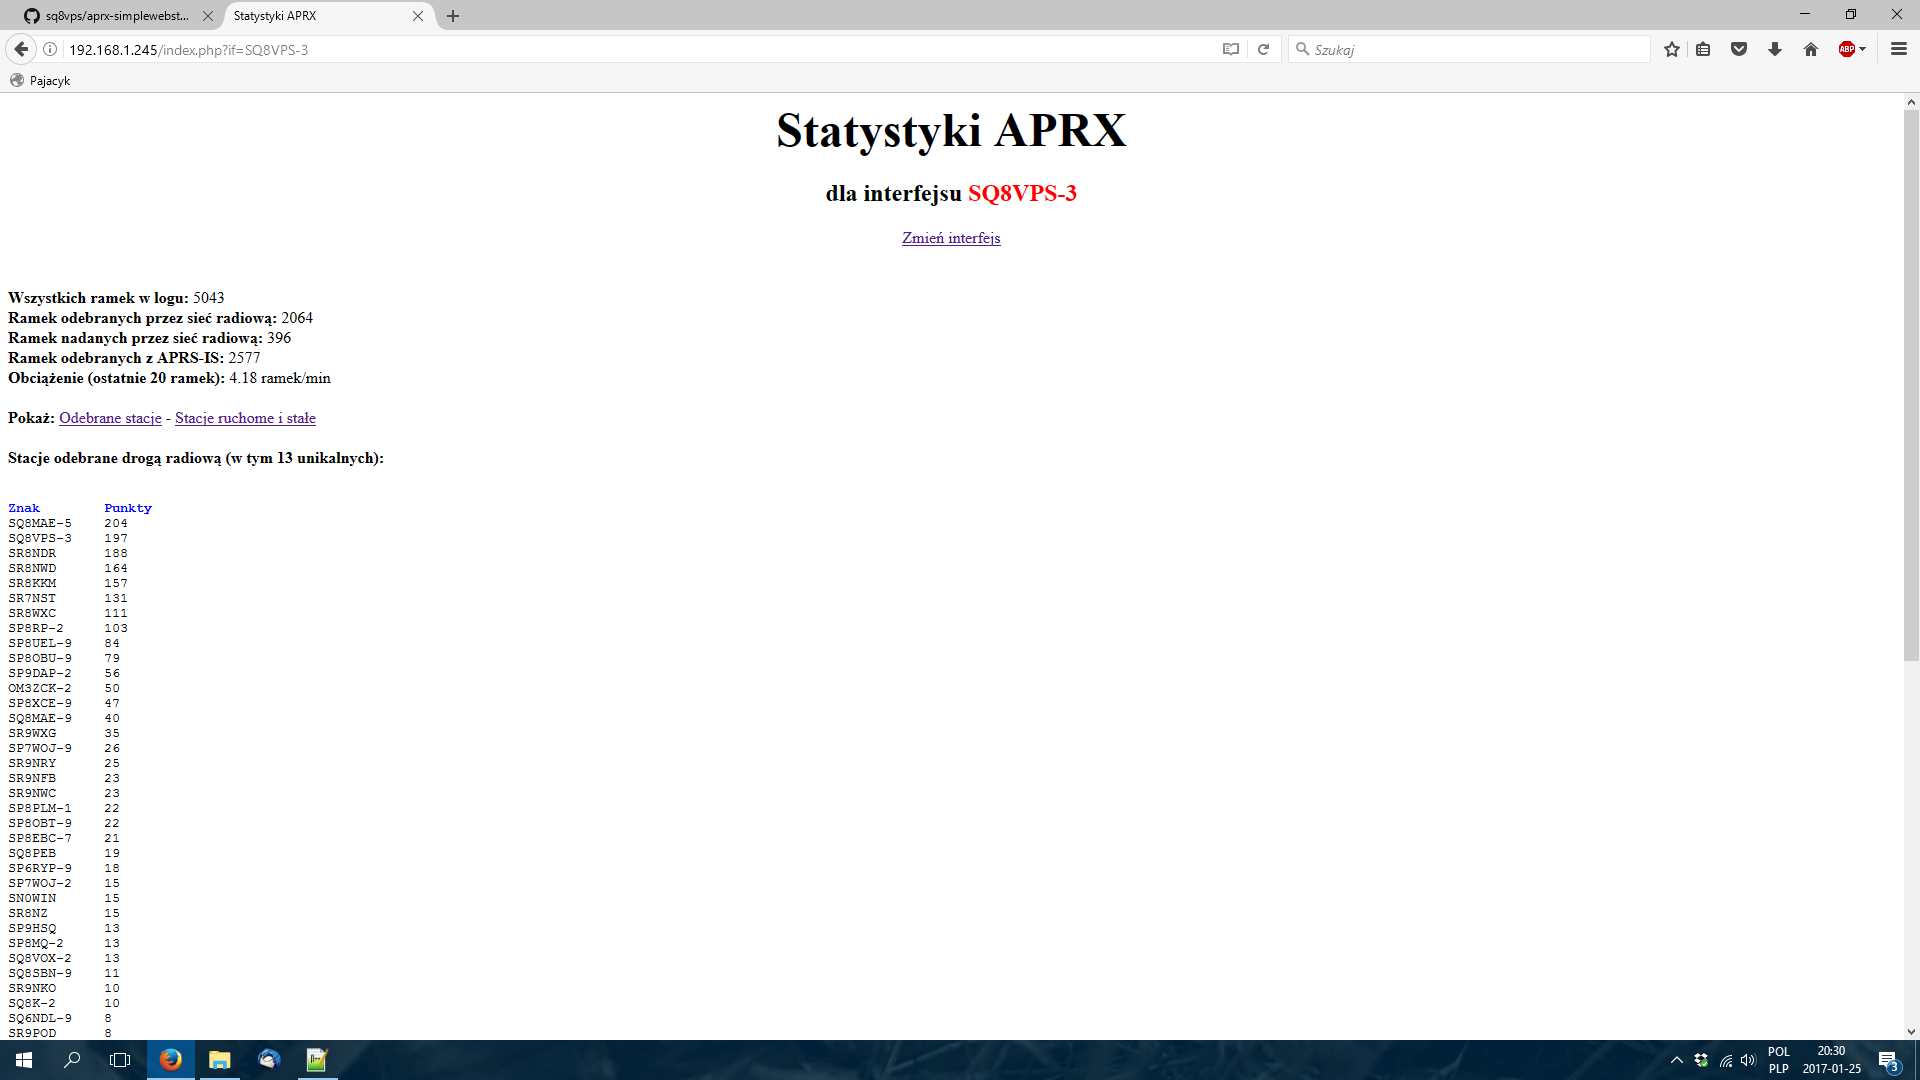 sq8vps/aprx-simplewebst...
Statystyki APRX
192.168.1.245/index.php?if=SQ8VPS-3
Szukaj
ABP
Pajacyk
Statystyki APRX
dla interfejsu SQ8VPS-3
Zmień interfejs
Wszystkich ramek w logu: 5043
Ramek odebranych przez sieć radiową: 2064
Ramek nadanych przez sieć radiową: 396
Ramek odebranych z APRS-IS: 2577
Obciążenie (ostatnie 20 ramek): 4.18 ramek/min
Pokaż: Odebrane stacje - Stacje ruchome i stałe
Stacje odebrane drogą radiową (w tym 13 unikalnych):
Znak Punkty
SQ8MAE-5 204
SQ8VPS-3 197
SR8NDR 188
SR8NWD 164
SR8KKM 157
SR7NST 131
SR8WXC 111
SP8RP-2 103
SP8UEL-9 84
SP8OBU-9 79
SP9DAP-2 56
OM3ZCK-2 50
SP8XCE-9 47
SQ8MAE-9 40
SR9WXG 35
SP7WOJ-9 26
SR9NRY 25
SR9NFB 23
SR9NWC 23
SP8PLM-1 22
SP8OBT-9 22
SP8EBC-7 21
SQ8PEB 19
SP6RYP-9 18
SP7WOJ-2 15
SN0WIN 15
SR8NZ 15
SP9HSQ 13
SP8MQ-2 13
SQ8VOX-2 13
SQ8SBN-9 11
SR9NKO 10
SQ8K-2 10
SQ6NDL-9 8
SR9POD 8
POL
PLP
20:30
2017-01-25
3